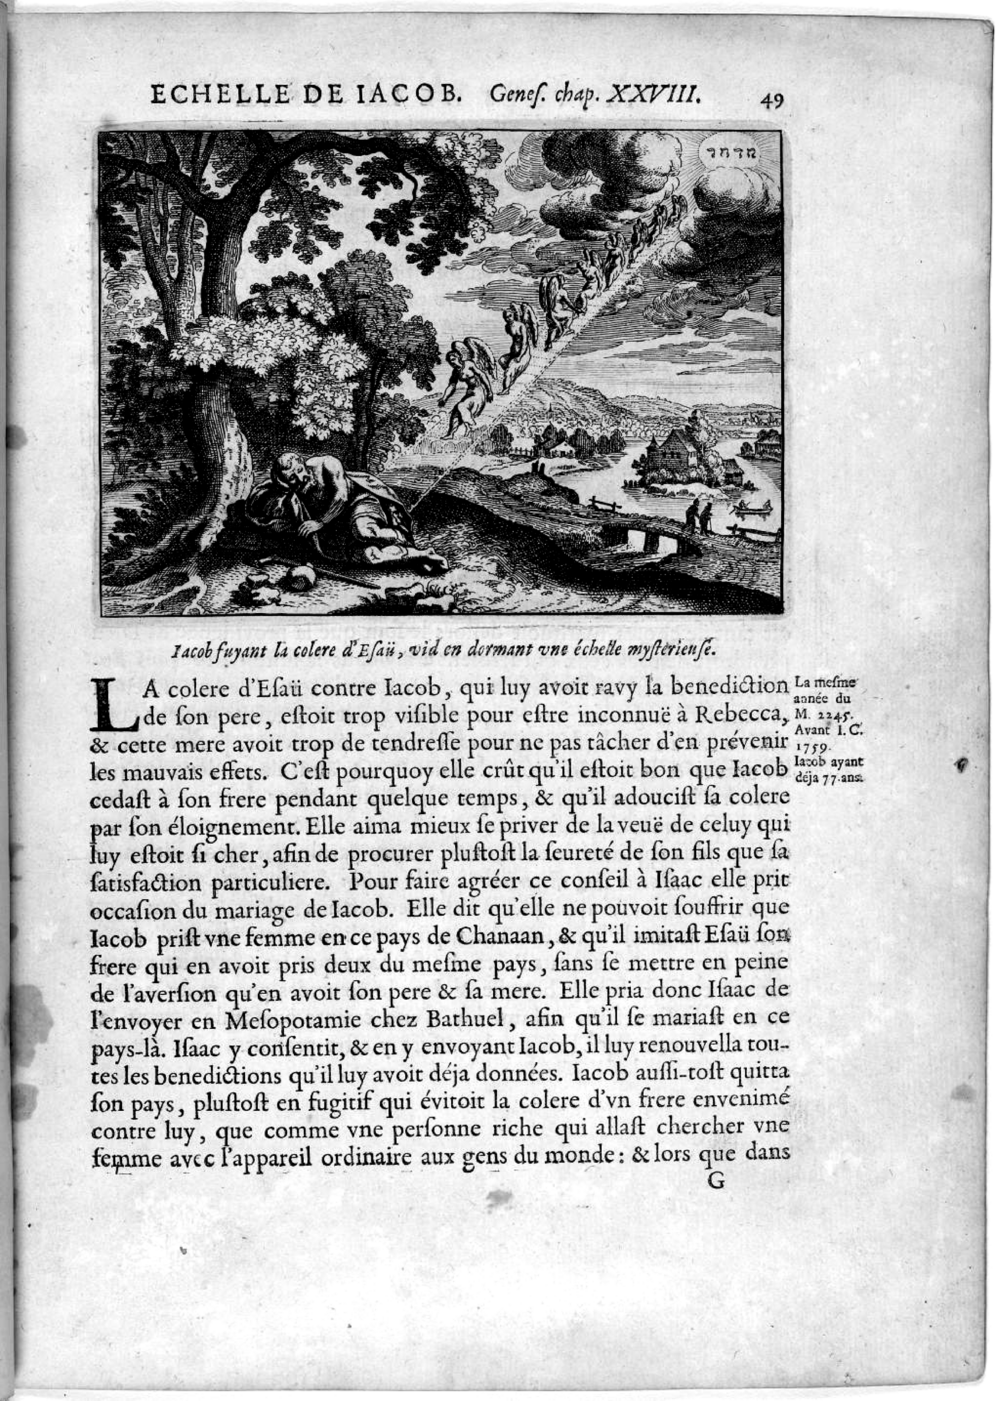 ECHELLE DE IACOB. Geneſ. chap. XXVIII. 49
Iacob fuyant la colere d'Eſaü, vid en dormant vne échelle myſterieuſe.
LA colere d'Eſaü contre Iacob, qui luy avoit ravy la benediction
de ſon pere, eſtoit trop viſible pour eſtre inconnuë à Rebecca,
& cette mere avoit trop de tendreſſe pour ne pas tâcher d'en prévenir
les mauvais effets. C'eſt pourquoy elle crût qu'il eſtoit bon que Iacob
cedaſt à ſon frere pendant quelque temps, & qu'il adouciſt ſa colere
par ſon éloignement. Elle aima mieux ſe priver de la veuë de celuy qui
luy eſtoit ſi cher, afin de procurer pluſtoſt la ſeureté de ſon fils que ſa
ſatisfaction particuliere. Pour faire agréer ce conſeil à Iſaac elle prit
occaſion du mariage de Iacob. Elle dit qu'elle ne pouvoit ſouffrir que
Iacob priſt vne femme en ce pays de Chanaan, & qu'il imitaſt Eſaü ſon
frere qui en avoit pris deux du meſme pays, ſans ſe mettre en peine
de l'averſion qu'en avoit ſon pere & ſa mere. Elle pria donc Iſaac de
l'envoyer en Meſopotamie chez Bathuel, afin qu'il ſe mariaſt en ce
pays-là. Iſaac y conſentit, & en y envoyant Iacob, il luy renouvella tou-
tes les benedictions qu'il luy avoit déja données. Iacob auſſi-toſt quitta
ſon pays, pluſtoſt en fugitif qui évitoit la colere d'vn frere envenimé
contre luy, que comme vne perſonne riche qui allaſt chercher vne
femme avec l'appareil ordinaire aux gens du monde: & lors que dans
G
La meſme
année du
M. 2245.
Avant I. C.
1759.
Iacob ayant
déja 77. ans.